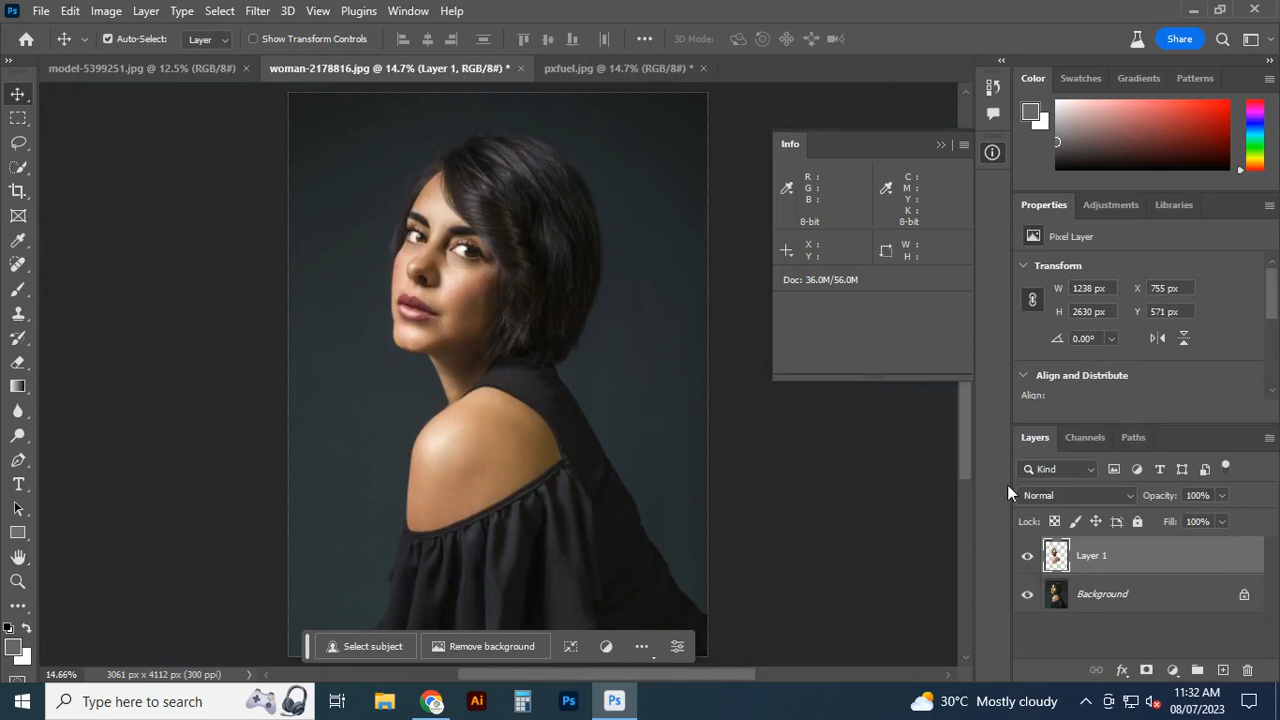 Ps File Edit Image Layer Type Select Filter 3D View Plugins Window Help
Auto-Select: Layer Show Transform Controls 3D Mode: Share
model-5399251.jpg @ 12.5% (RGB/8#) woman-2178816.jpg @ 14.7% (Layer 1, RGB/8#) * pxfuel.jpg @ 14.7% (RGB/8#) *
Color Swatches Gradients Patterns
Info
R :
G :
B :
8-bit
C :
M :
Y :
K :
8-bit
X :
Y :
W :
H :
Doc: 36.0M/56.0M
Properties Adjustments Libraries
Pixel Layer
Transform
W 1238 px X 755 px
H 2630 px Y 571 px
0.00°
Align and Distribute
Align:
Layers Channels Paths
Kind
Normal Opacity: 100%
Lock: Fill: 100%
Layer 1
Background
Select subject Remove background
14.66% 3061 px x 4112 px (300 ppi)
Type here to search Ai Ps Ps 30°C Mostly cloudy 11:32 AM
08/07/2023